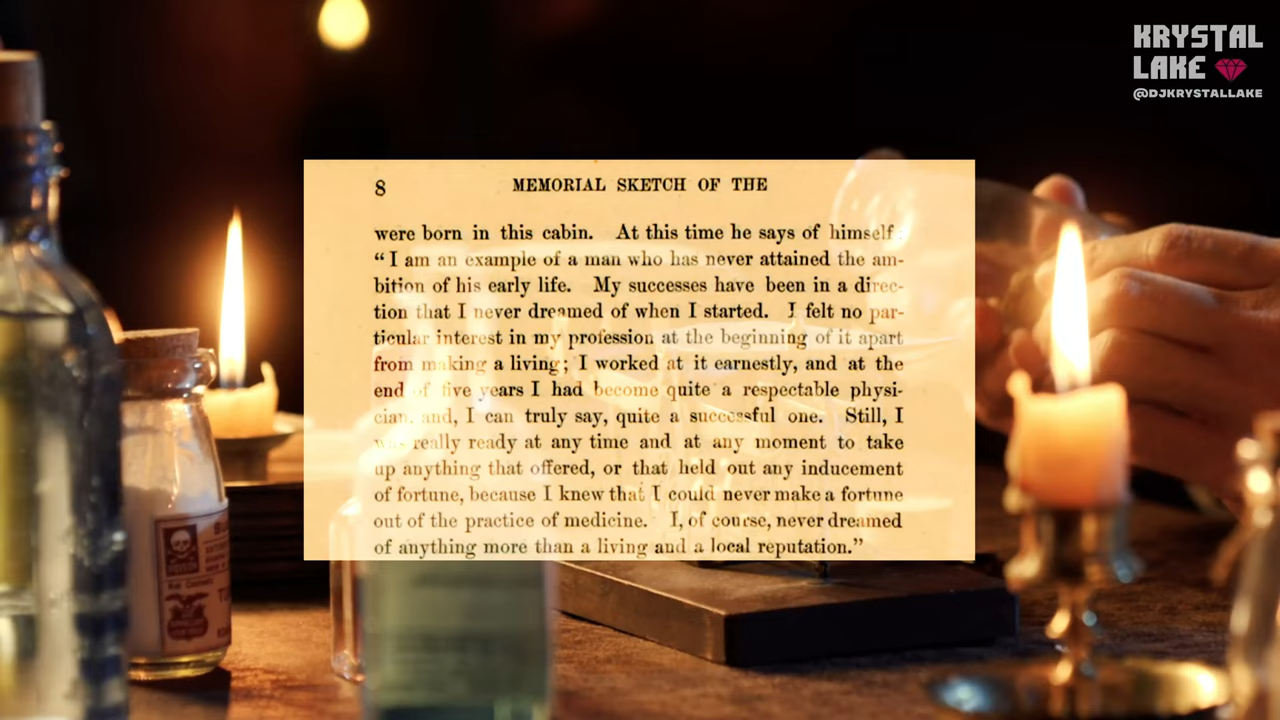 KRYSTAL
LAKE
@DJKRYSTALLAKE
8 MEMORIAL SKETCH OF THE
were born in this cabin. At this time he says of himself:
“I am an example of a man who has never attained the am-
bition of his early life. My successes have been in a direc-
tion that I never dreamed of when I started. I felt no par-
ticular interest in my profession at the beginning of it apart
from making a living; I worked at it earnestly, and at the
end of five years I had become quite a respectable physi-
cian, and, I can truly say, quite a successful one. Still, I
was really ready at any time and at any moment to take
up anything that offered, or that held out any inducement
of fortune, because I knew that I could never make a fortune
out of the practice of medicine. I, of course, never dreamed
of anything more than a living and a local reputation.”